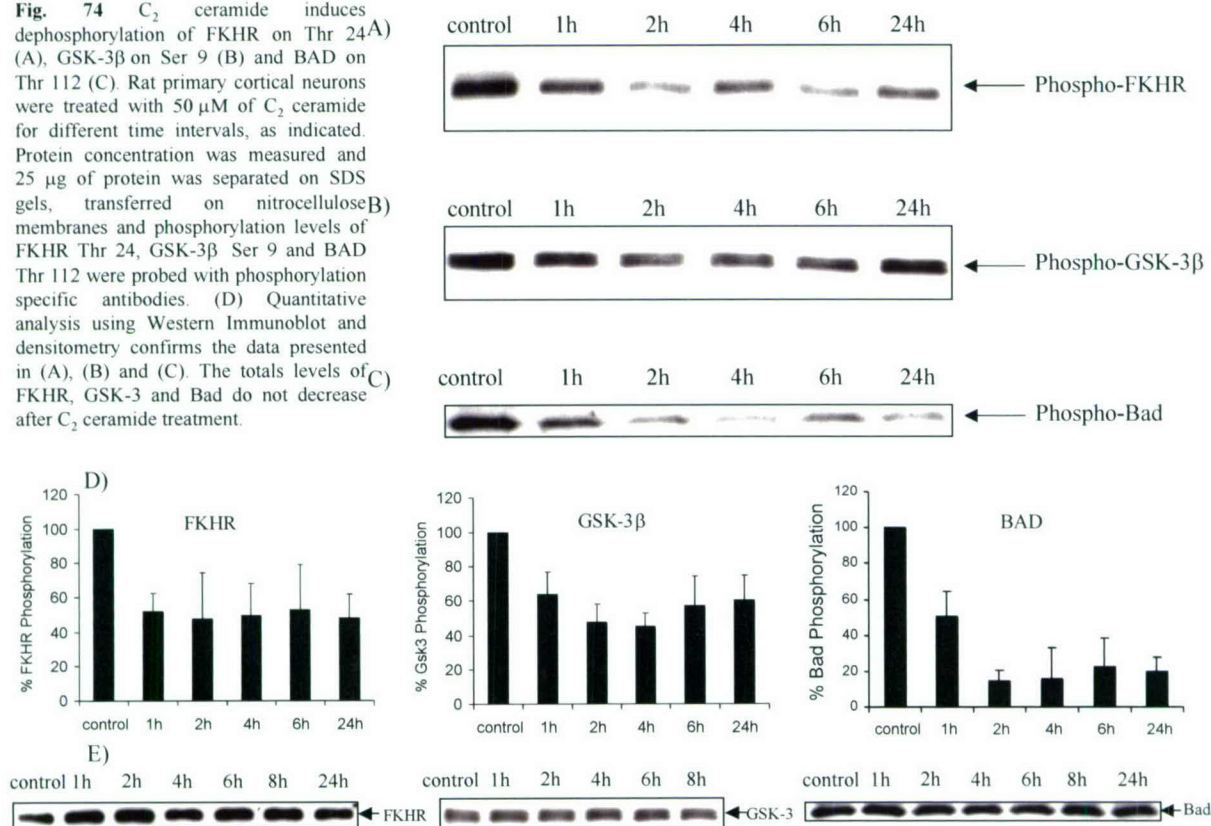 Fig. 74 C₂ ceramide induces
dephosphorylation of FKHR on Thr 24
(A), GSK-3β on Ser 9 (B) and BAD on
Thr 112 (C). Rat primary cortical neurons
were treated with 50 μM of C₂ ceramide
for different time intervals, as indicated.
Protein concentration was measured and
25 μg of protein was separated on SDS
gels, transferred on nitrocellulose
membranes and phosphorylation levels of
FKHR Thr 24, GSK-3β Ser 9 and BAD
Thr 112 were probed with phosphorylation
specific antibodies. (D) Quantitative
analysis using Western Immunoblot and
densitometry confirms the data presented
in (A), (B) and (C). The totals levels of
FKHR, GSK-3 and Bad do not decrease
after C₂ ceramide treatment.
A)
control 1h 2h 4h 6h 24h
Phospho-FKHR
B)
control 1h 2h 4h 6h 24h
Phospho-GSK-3β
C)
control 1h 2h 4h 6h 24h
Phospho-Bad
D)
FKHR
% FKHR Phosphorylation
120
100
80
60
40
20
0
control 1h 2h 4h 6h 24h
GSK-3β
% Gsk3 Phosphorylation
120
100
80
60
40
20
0
control 1h 2h 4h 6h 24h
BAD
% Bad Phosphorylation
120
100
80
60
40
20
0
control 1h 2h 4h 6h 24h
E)
control 1h 2h 4h 6h 8h 24h
FKHR
control 1h 2h 4h 6h 8h
GSK-3
control 1h 2h 4h 6h 8h 24h
Bad